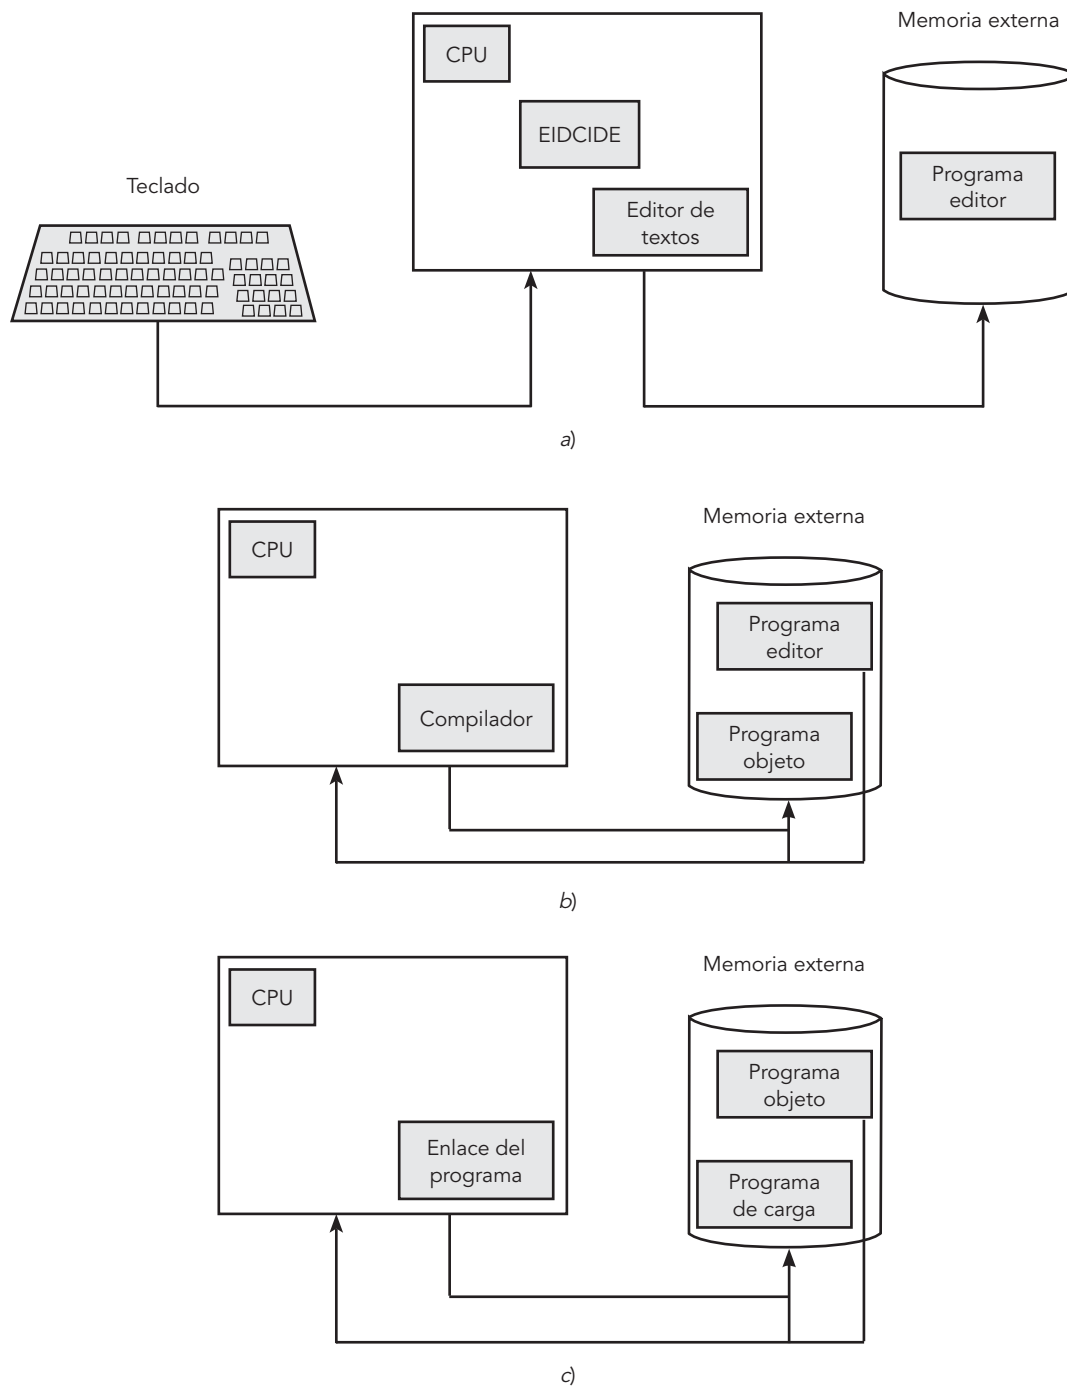 Memoria externa
CPU
EIDCIDE
Programa
editor
Teclado
Editor de
textos
a)
Memoria externa
CPU
Programa
editor
Compilador
Programa
objeto
b)
Memoria externa
CPU
Programa
objeto
Enlace del
programa
Programa
de carga
c)